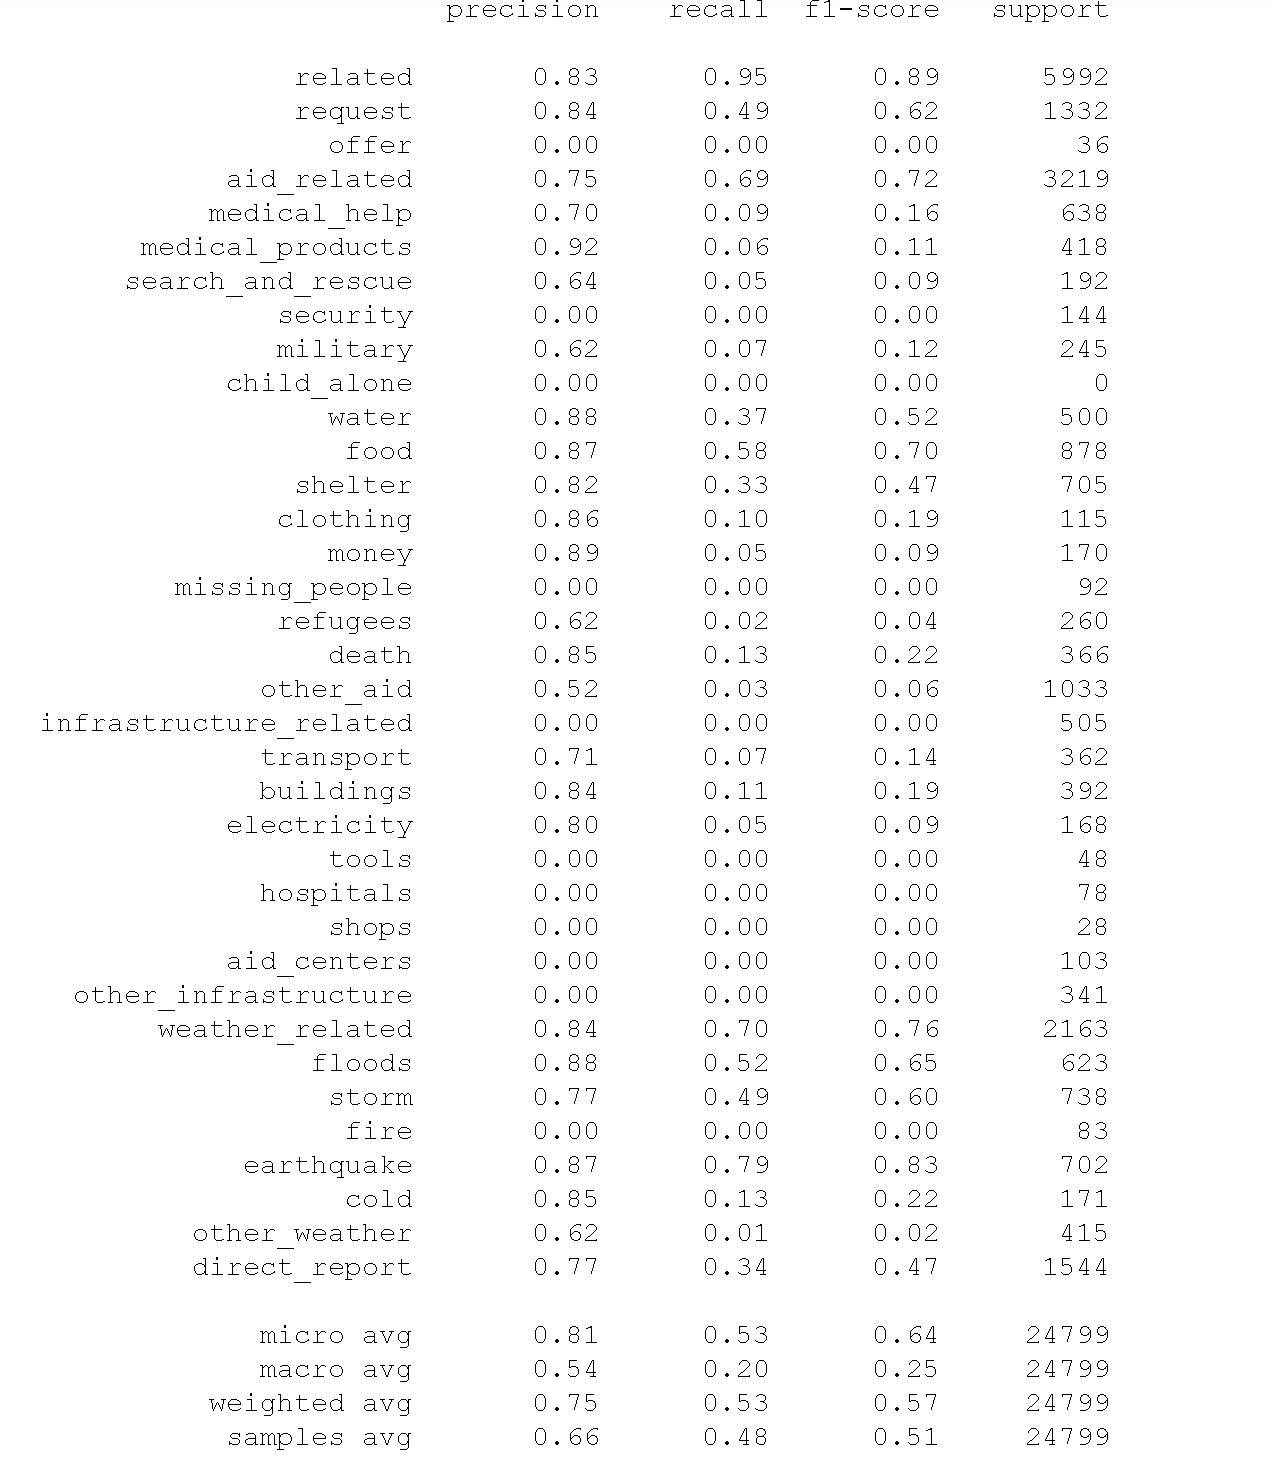 precision recall f1-score support
related 0.83 0.95 0.89 5992
request 0.84 0.49 0.62 1332
offer 0.00 0.00 0.00 36
aid_related 0.75 0.69 0.72 3219
medical_help 0.70 0.09 0.16 638
medical_products 0.92 0.06 0.11 418
search_and_rescue 0.64 0.05 0.09 192
security 0.00 0.00 0.00 144
military 0.62 0.07 0.12 245
child_alone 0.00 0.00 0.00 0
water 0.88 0.37 0.52 500
food 0.87 0.58 0.70 878
shelter 0.82 0.33 0.47 705
clothing 0.86 0.10 0.19 115
money 0.89 0.05 0.09 170
missing_people 0.00 0.00 0.00 92
refugees 0.62 0.02 0.04 260
death 0.85 0.13 0.22 366
other_aid 0.52 0.03 0.06 1033
infrastructure_related 0.00 0.00 0.00 505
transport 0.71 0.07 0.14 362
buildings 0.84 0.11 0.19 392
electricity 0.80 0.05 0.09 168
tools 0.00 0.00 0.00 48
hospitals 0.00 0.00 0.00 78
shops 0.00 0.00 0.00 28
aid_centers 0.00 0.00 0.00 103
other_infrastructure 0.00 0.00 0.00 341
weather_related 0.84 0.70 0.76 2163
floods 0.88 0.52 0.65 623
storm 0.77 0.49 0.60 738
fire 0.00 0.00 0.00 83
earthquake 0.87 0.79 0.83 702
cold 0.85 0.13 0.22 171
other_weather 0.62 0.01 0.02 415
direct_report 0.77 0.34 0.47 1544
micro avg 0.81 0.53 0.64 24799
macro avg 0.54 0.20 0.25 24799
weighted avg 0.75 0.53 0.57 24799
samples avg 0.66 0.48 0.51 24799